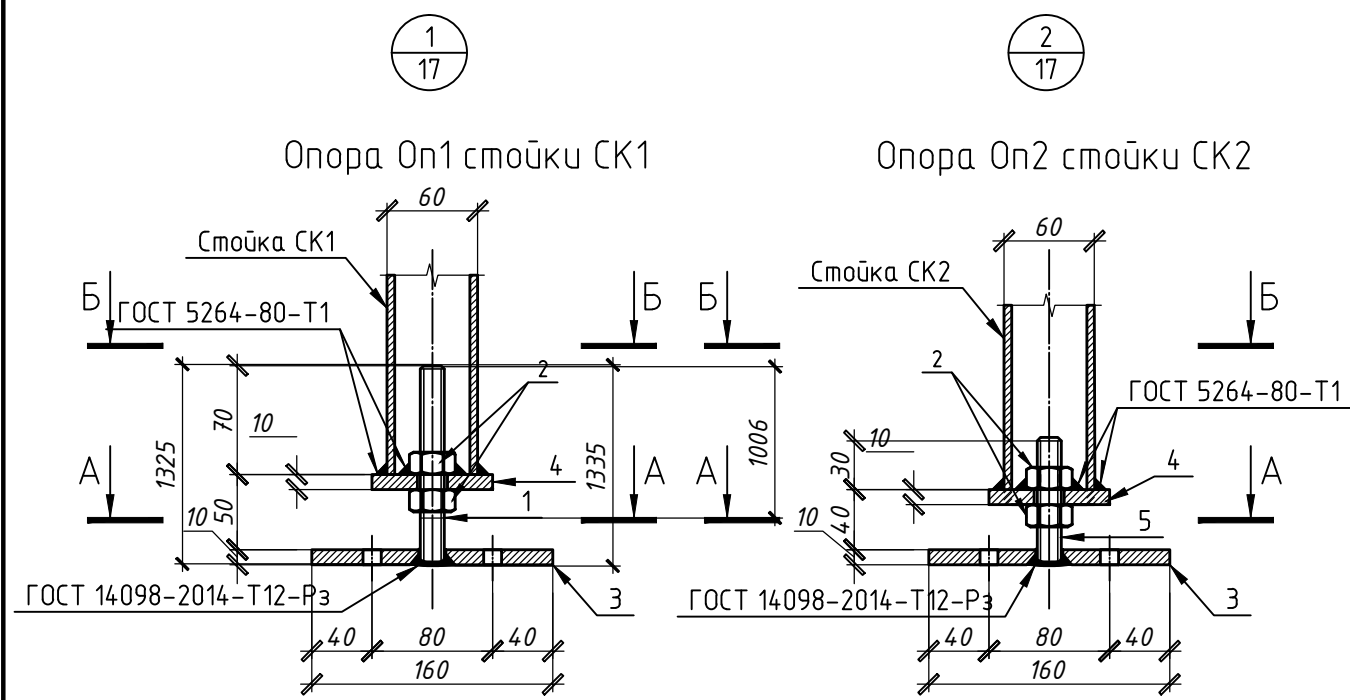 1
17
2
17
Опора Оп1 стойки СК1
Опора Оп2 стойки СК2
60
60
Стойка СК1
Стойка СК2
Б
ГОСТ 5264-80-Т1
Б
Б
Б
2
2
ГОСТ 5264-80-Т1
1325
70
10
А
50
10
4
1
1335
А
А
1006
10
30
40
10
4
5
А
ГОСТ 14098-2014-Т12-Рз
3
ГОСТ 14098-2014-Т12-Рз
3
40
80
40
160
40
80
40
160